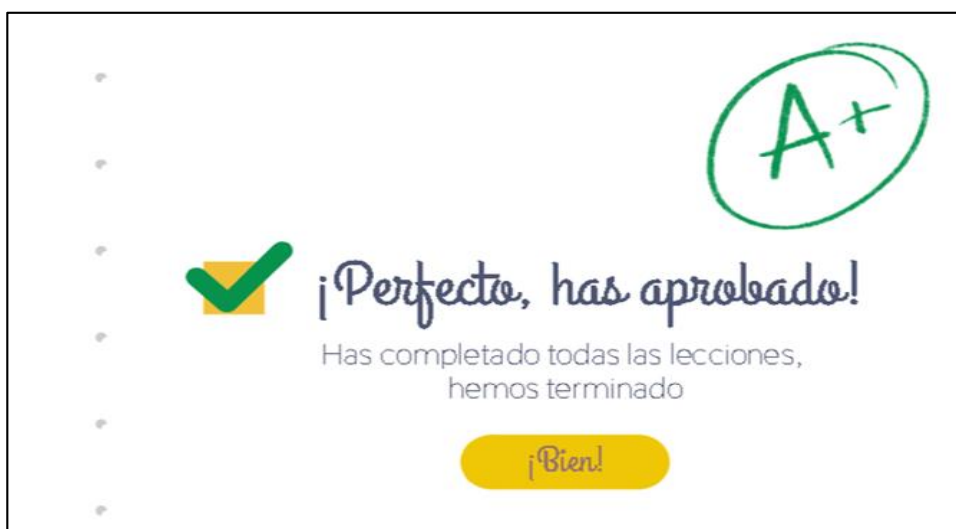 A+
¡Perfecto, has aprobado!
Has completado todas las lecciones,
hemos terminado
¡Bien!